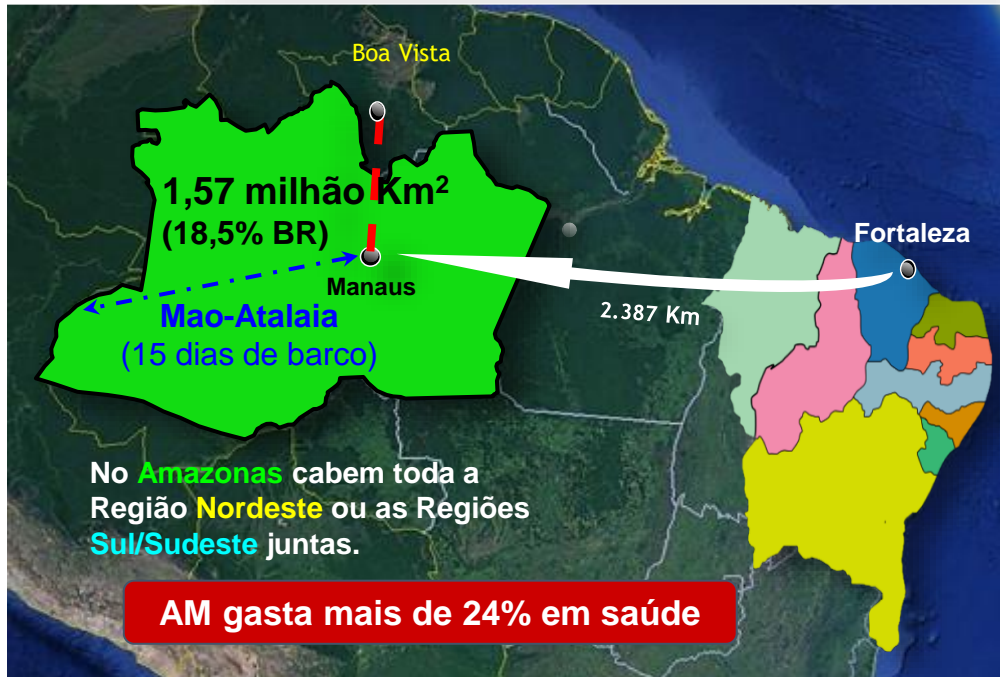 Boa Vista
1,57 milhão Km²
(18,5% BR)
Fortaleza
Manaus
2.387 Km
Mao-Atalaia
(15 dias de barco)
No Amazonas cabem toda a
Região Nordeste ou as Regiões
Sul/Sudeste juntas.
AM gasta mais de 24% em saúde